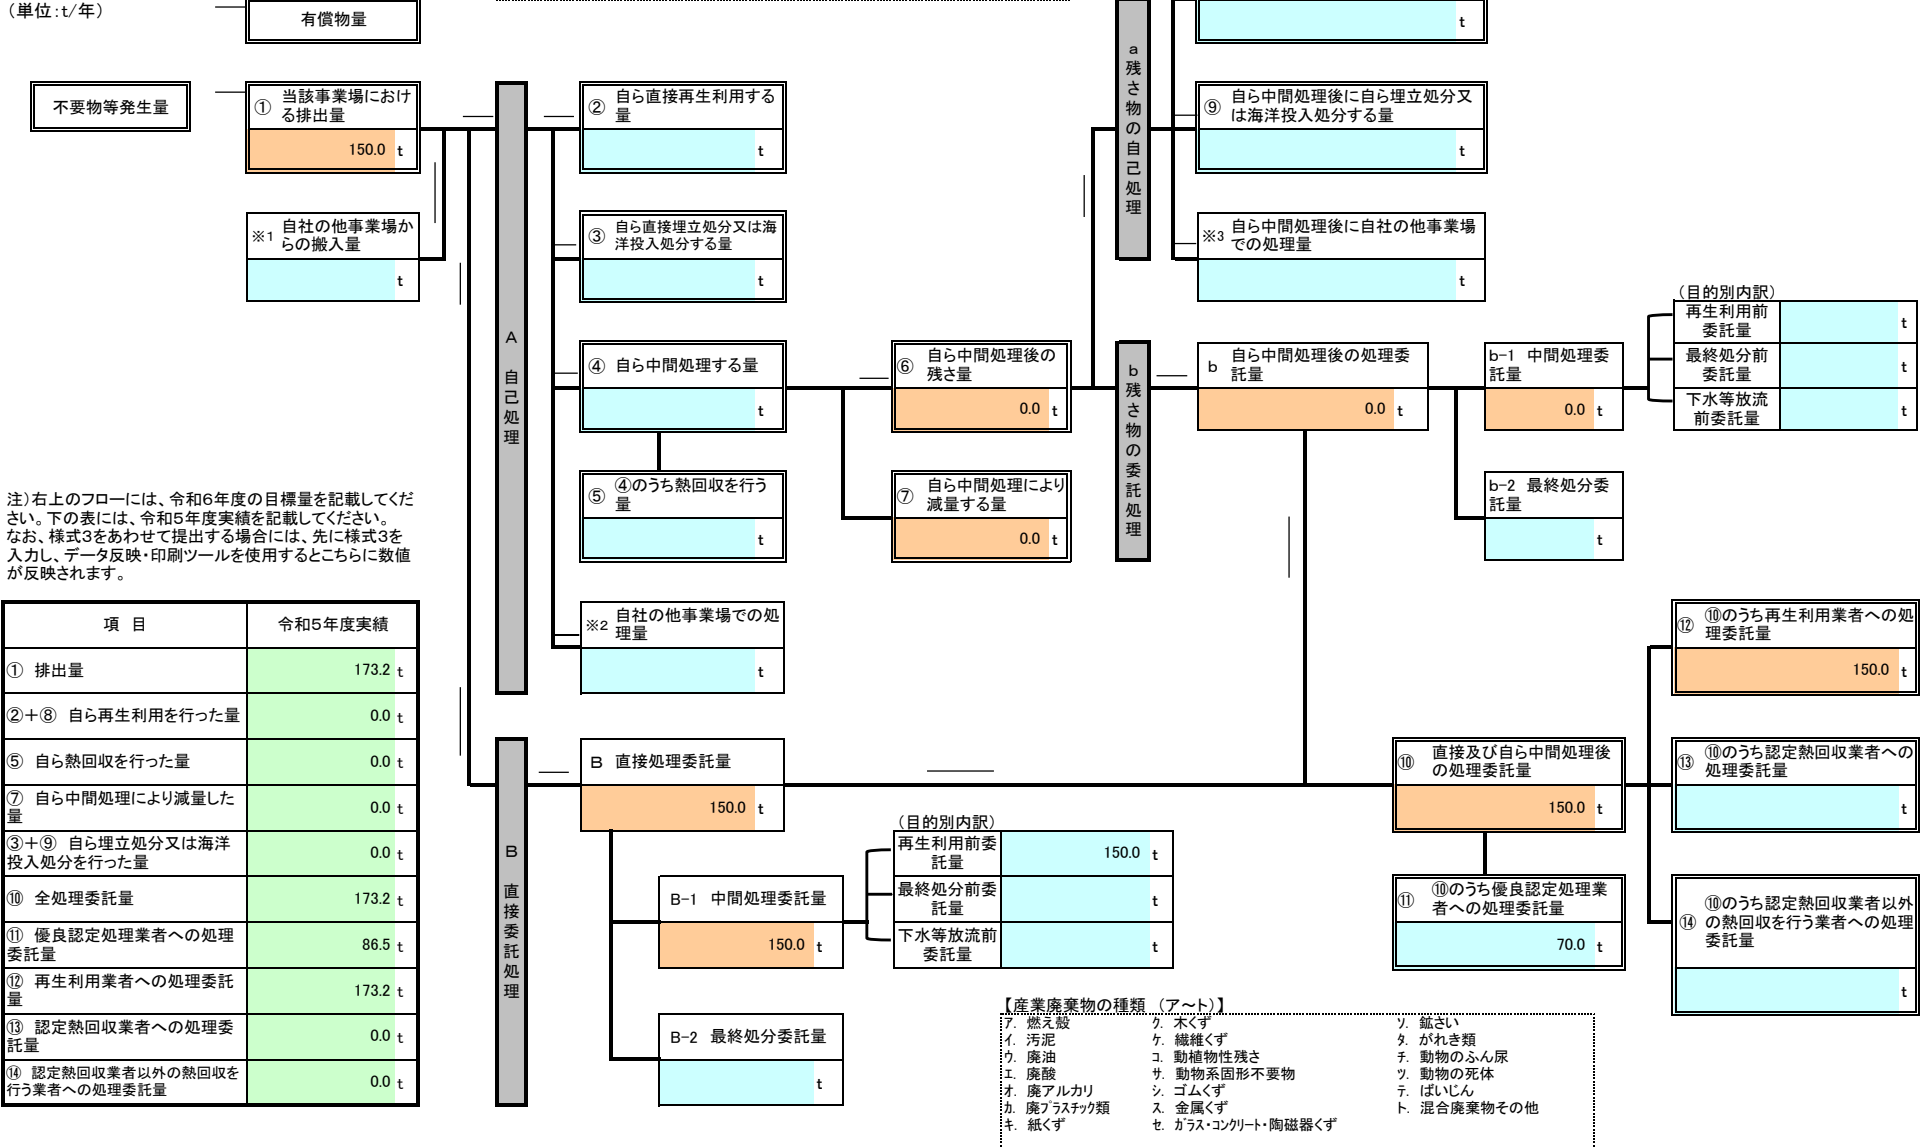 （単位：t/年）
有償物量
t
不要物等発生量
① 当該事業場におけ
る排出量
150.0 t
※1 自社の他事業場か
らの搬入量
t
A 自己処理
② 自ら直接再生利用する
量
t
③ 自ら直接埋立処分又は海
洋投入処分する量
t
④ 自ら中間処理する量
t
⑤ ④のうち熱回収を行う
量
t
※2 自社の他事業場での処
理量
t
⑥ 自ら中間処理後の
残さ量
0.0 t
⑦ 自ら中間処理により
減量する量
0.0 t
a残さ物の自己処理
⑨ 自ら中間処理後に自ら埋立処分又
は海洋投入処分する量
t
※3 自ら中間処理後に自社の他事業場
での処理量
t
b残さ物の委託処理
b 自ら中間処理後の処理委
託量
0.0 t
b-1 中間処理委
託量
0.0 t
（目的別内訳）
再生利用前
委託量
t
最終処分前
委託量
t
下水等放流
前委託量
t
b-2 最終処分委
託量
t
注）右上のフローには、令和６年度の目標量を記載してくだ
さい。下の表には、令和５年度実績を記載してください。
なお、様式３をあわせて提出する場合には、先に様式３を
入力し、データ反映・印刷ツールを使用するとこちらに数値
が反映されます。
項 目 令和５年度実績
① 排出量 173.2 t
②＋⑧ 自ら再生利用を行った量 0.0 t
⑤ 自ら熱回収を行った量 0.0 t
⑦ 自ら中間処理により減量した
量 0.0 t
③＋⑨ 自ら埋立処分又は海洋
投入処分を行った量 0.0 t
⑩ 全処理委託量 173.2 t
⑪ 優良認定処理業者への処理
委託量 86.5 t
⑫ 再生利用業者への処理委託
量 173.2 t
⑬ 認定熱回収業者への処理委
託量 0.0 t
⑭ 認定熱回収業者以外の熱回収を
行う業者への処理委託量 0.0 t
B 直接委託処理
B 直接処理委託量
150.0 t
B-1 中間処理委託量
150.0 t
（目的別内訳）
再生利用前委
託量
150.0 t
最終処分前委
託量
t
下水等放流前
委託量
t
B-2 最終処分委託量
t
⑩ 直接及び自ら中間処理後
の処理委託量
150.0 t
⑪ ⑩のうち優良認定処理業
者への処理委託量
70.0 t
⑫ ⑩のうち再生利用業者への処
理委託量
150.0 t
⑬ ⑩のうち認定熱回収業者への
処理委託量
t
⑭ ⑩のうち認定熱回収業者以外
の熱回収を行う業者への処理
委託量
t
【産業廃棄物の種類 （ア～ト）】
ア. 燃え殻
イ. 汚泥
ウ. 廃油
エ. 廃酸
オ. 廃アルカリ
カ. 廃プラスチック類
キ. 紙くず
ク. 木くず
ケ. 繊維くず
コ. 動植物性残さ
サ. 動物系固形不要物
シ. ゴムくず
ス. 金属くず
セ. ガラス・コンクリート・陶磁器くず
ソ. 鉱さい
タ. がれき類
チ. 動物のふん尿
ツ. 動物の死体
テ. ばいじん
ト. 混合廃棄物その他